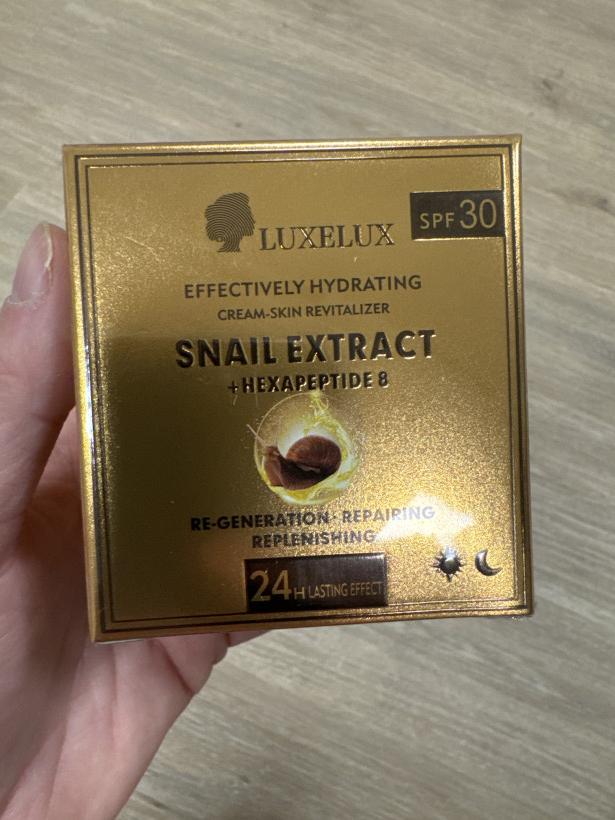 LUXELUX
SPF 30
EFFECTIVELY HYDRATING
CREAM-SKIN REVITALIZER
SNAIL EXTRACT
+HEXAPEPTIDE 8
RE-GENERATION· REPAIRING
REPLENISHING
24H LASTING EFFECT